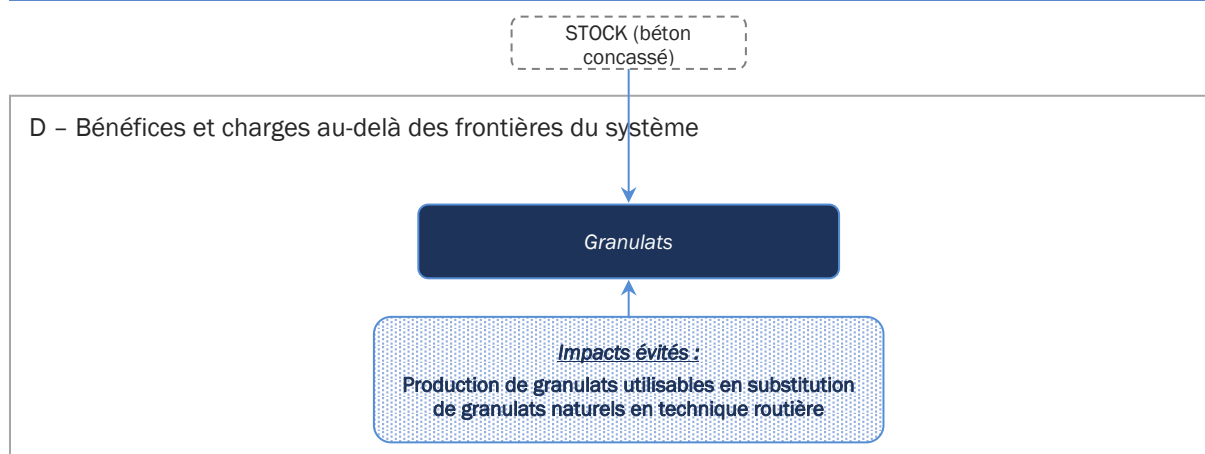 STOCK (béton
concassé)
D – Bénéfices et charges au-delà des frontières du système
Granulats
Impacts évités :
Production de granulats utilisables en substitution
de granulats naturels en technique routière